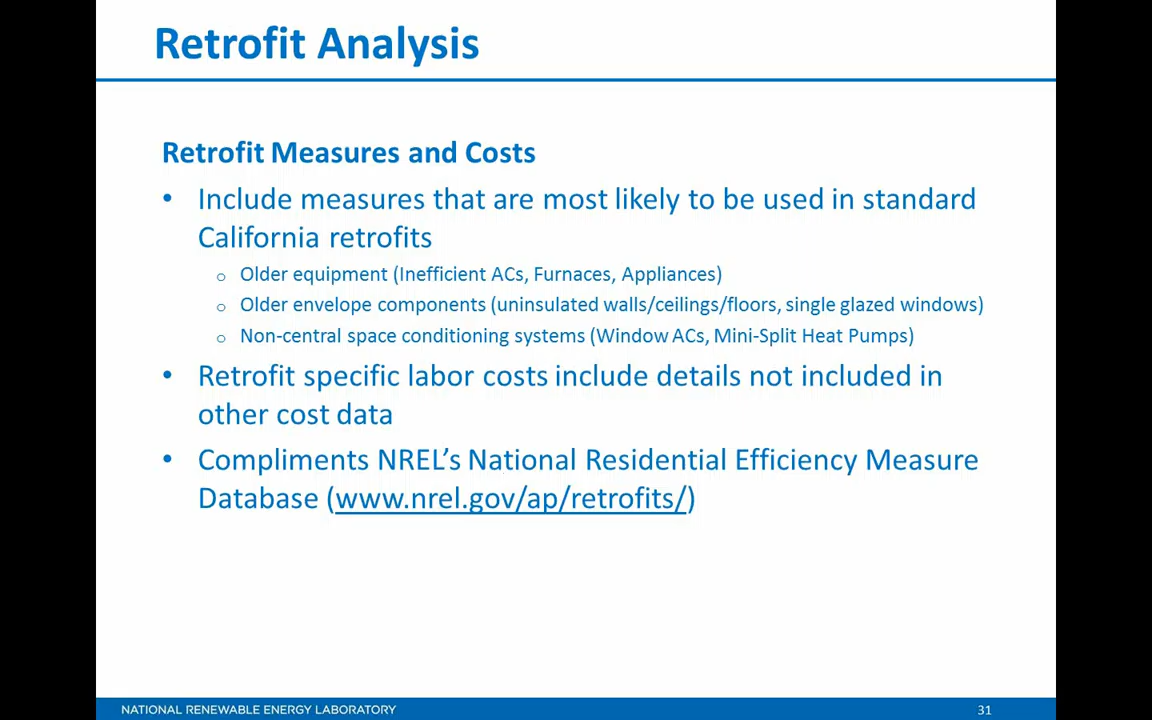 Retrofit Analysis
Retrofit Measures and Costs
• Include measures that are most likely to be used in standard
California retrofits
o Older equipment (Inefficient ACs, Furnaces, Appliances)
o Older envelope components (uninsulated walls/ceilings/floors, single glazed windows)
o Non-central space conditioning systems (Window ACs, Mini-Split Heat Pumps)
• Retrofit specific labor costs include details not included in
other cost data
• Compliments NREL’s National Residential Efficiency Measure
Database (www.nrel.gov/ap/retrofits/)
NATIONAL RENEWABLE ENERGY LABORATORY
31